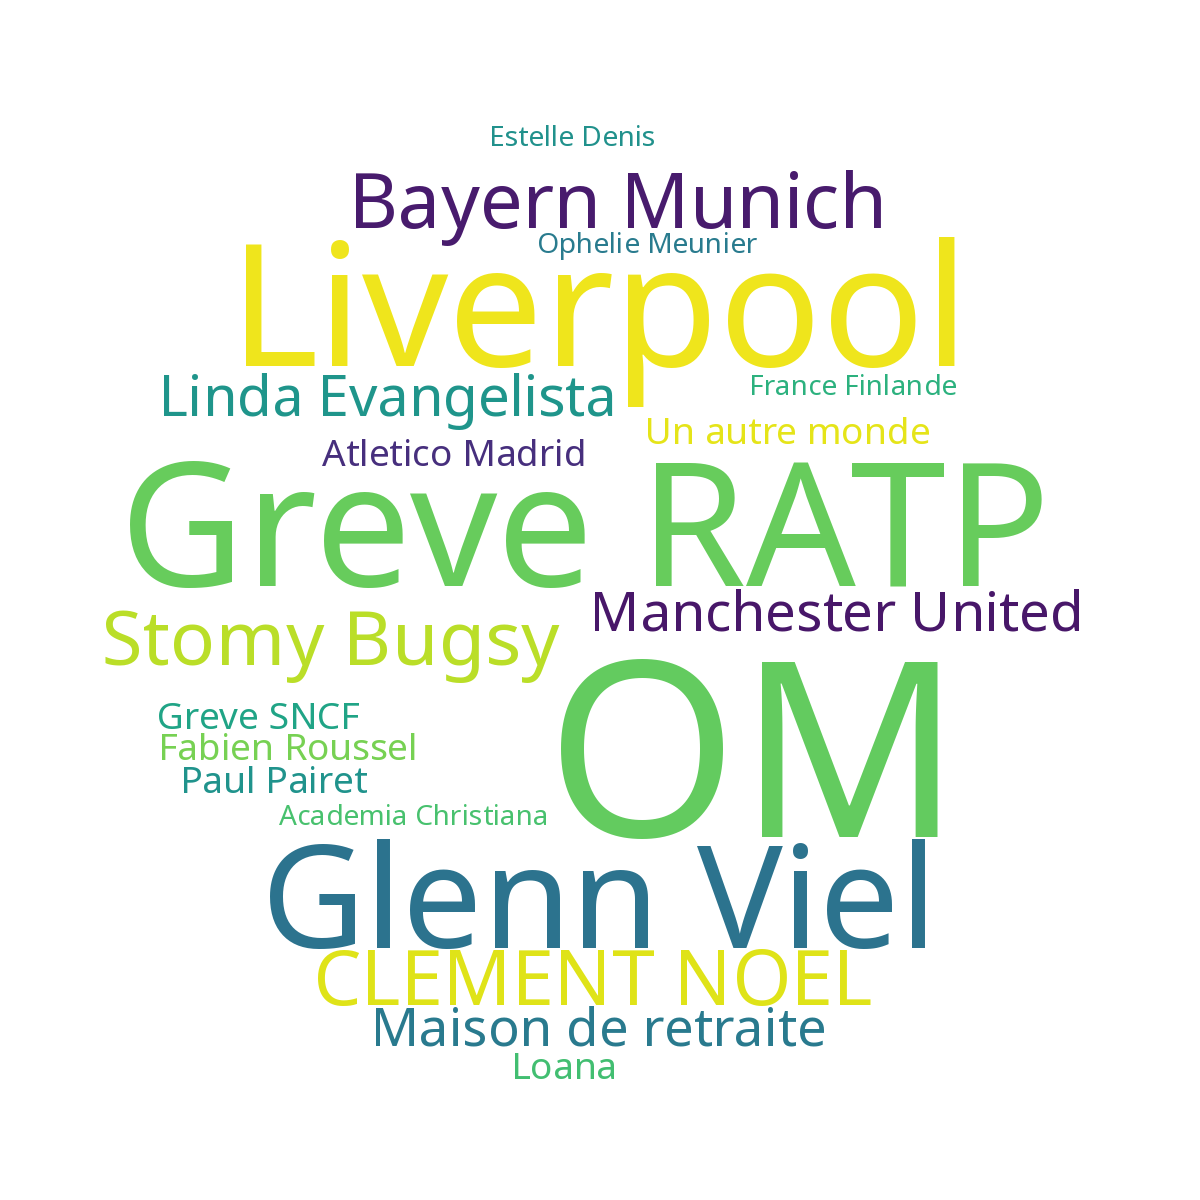 Estelle Denis
Bayern Munich
Ophelie Meunier
Liverpool
Linda Evangelista
France Finlande
Un autre monde
Atletico Madrid
Greve RATP
Manchester United
Stomy Bugsy
OM
Greve SNCF
Fabien Roussel
Paul Pairet
Academia Christiana
Glenn Viel
CLEMENT NOEL
Maison de retraite
Loana